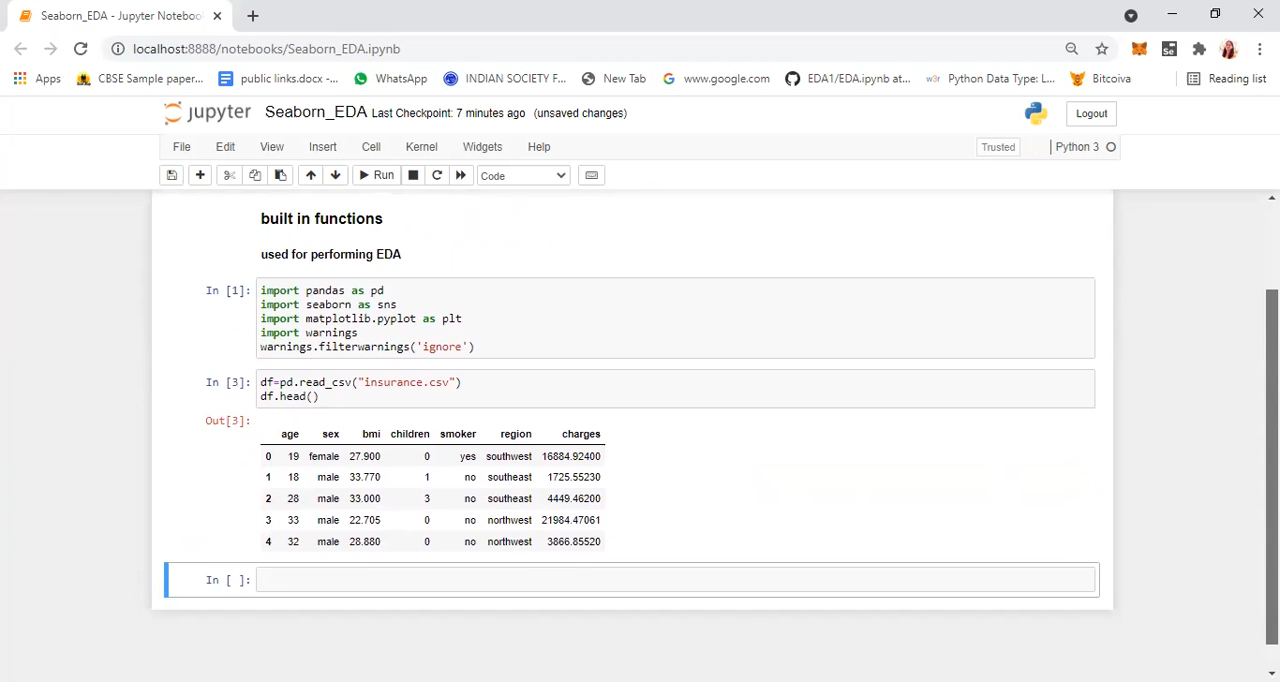 Seaborn_EDA - Jupyter Notebook
localhost:8888/notebooks/Seaborn_EDA.ipynb
Apps CBSE Sample paper... public links.docx -... WhatsApp INDIAN SOCIETY F... New Tab www.google.com EDA1/EDA.ipynb at... Python Data Type: L... Bitcoiva Reading list
jupyter Seaborn_EDA Last Checkpoint: 7 minutes ago (unsaved changes) Logout
File Edit View Insert Cell Kernel Widgets Help Trusted Python 3
Run Code
built in functions
used for performing EDA
In [1]: import pandas as pd
import seaborn as sns
import matplotlib.pyplot as plt
import warnings
warnings.filterwarnings('ignore')
In [3]: df=pd.read_csv("insurance.csv")
df.head()
Out[3]:
age sex bmi children smoker region charges
0 19 female 27.900 0 yes southwest 16884.92400
1 18 male 33.770 1 no southeast 1725.55230
2 28 male 33.000 3 no southeast 4449.46200
3 33 male 22.705 0 no northwest 21984.47061
4 32 male 28.880 0 no northwest 3866.85520
In [ ]: